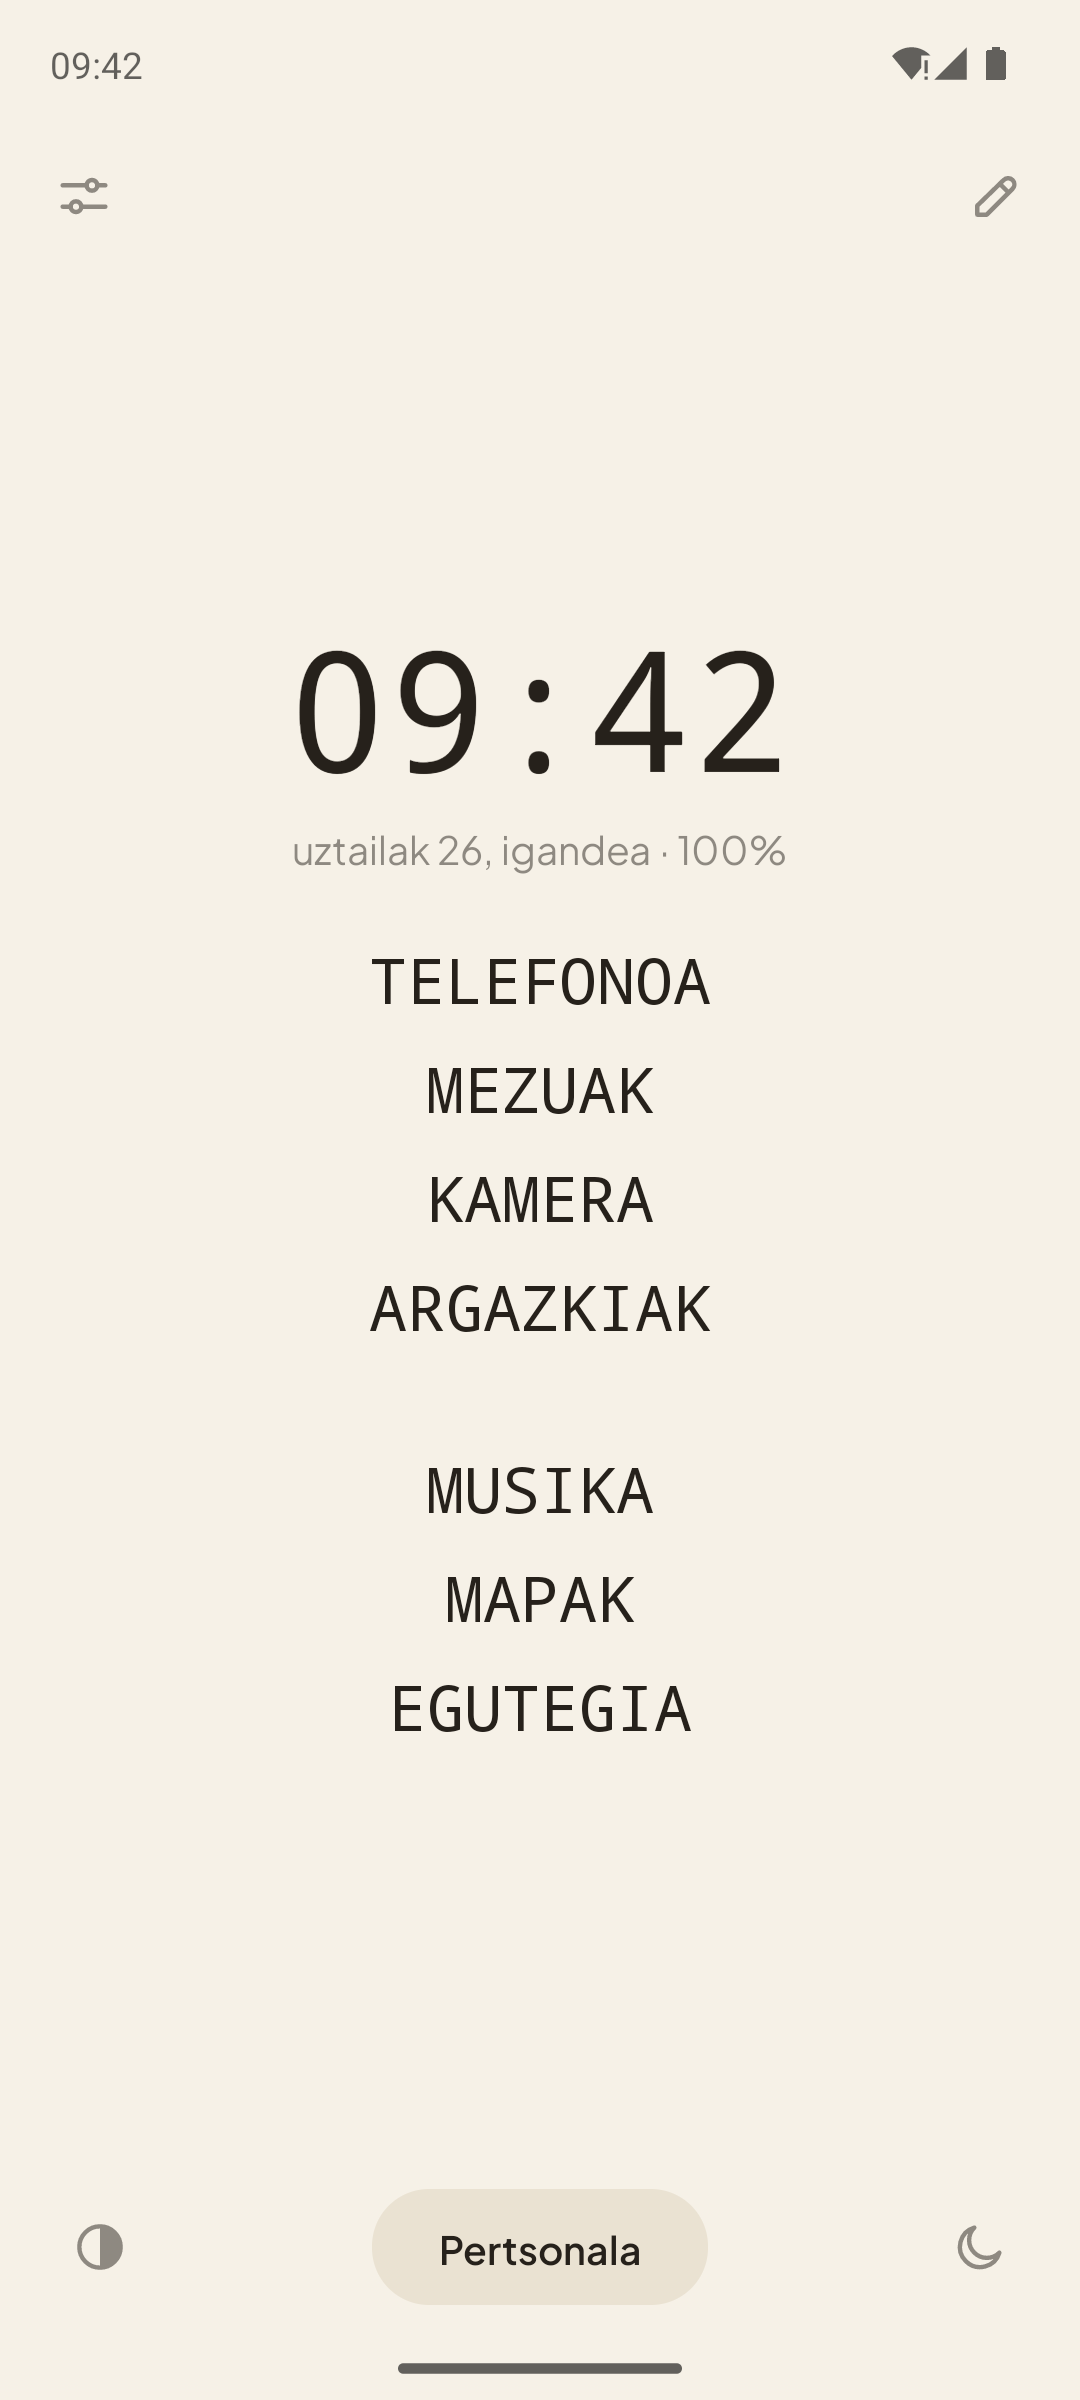 09:42
09:42
uztailak 26, igandea · 100%
TELEFONOA
MEZUAK
KAMERA
ARGAZKIAK
MUSIKA
MAPAK
EGUTEGIA
Pertsonala